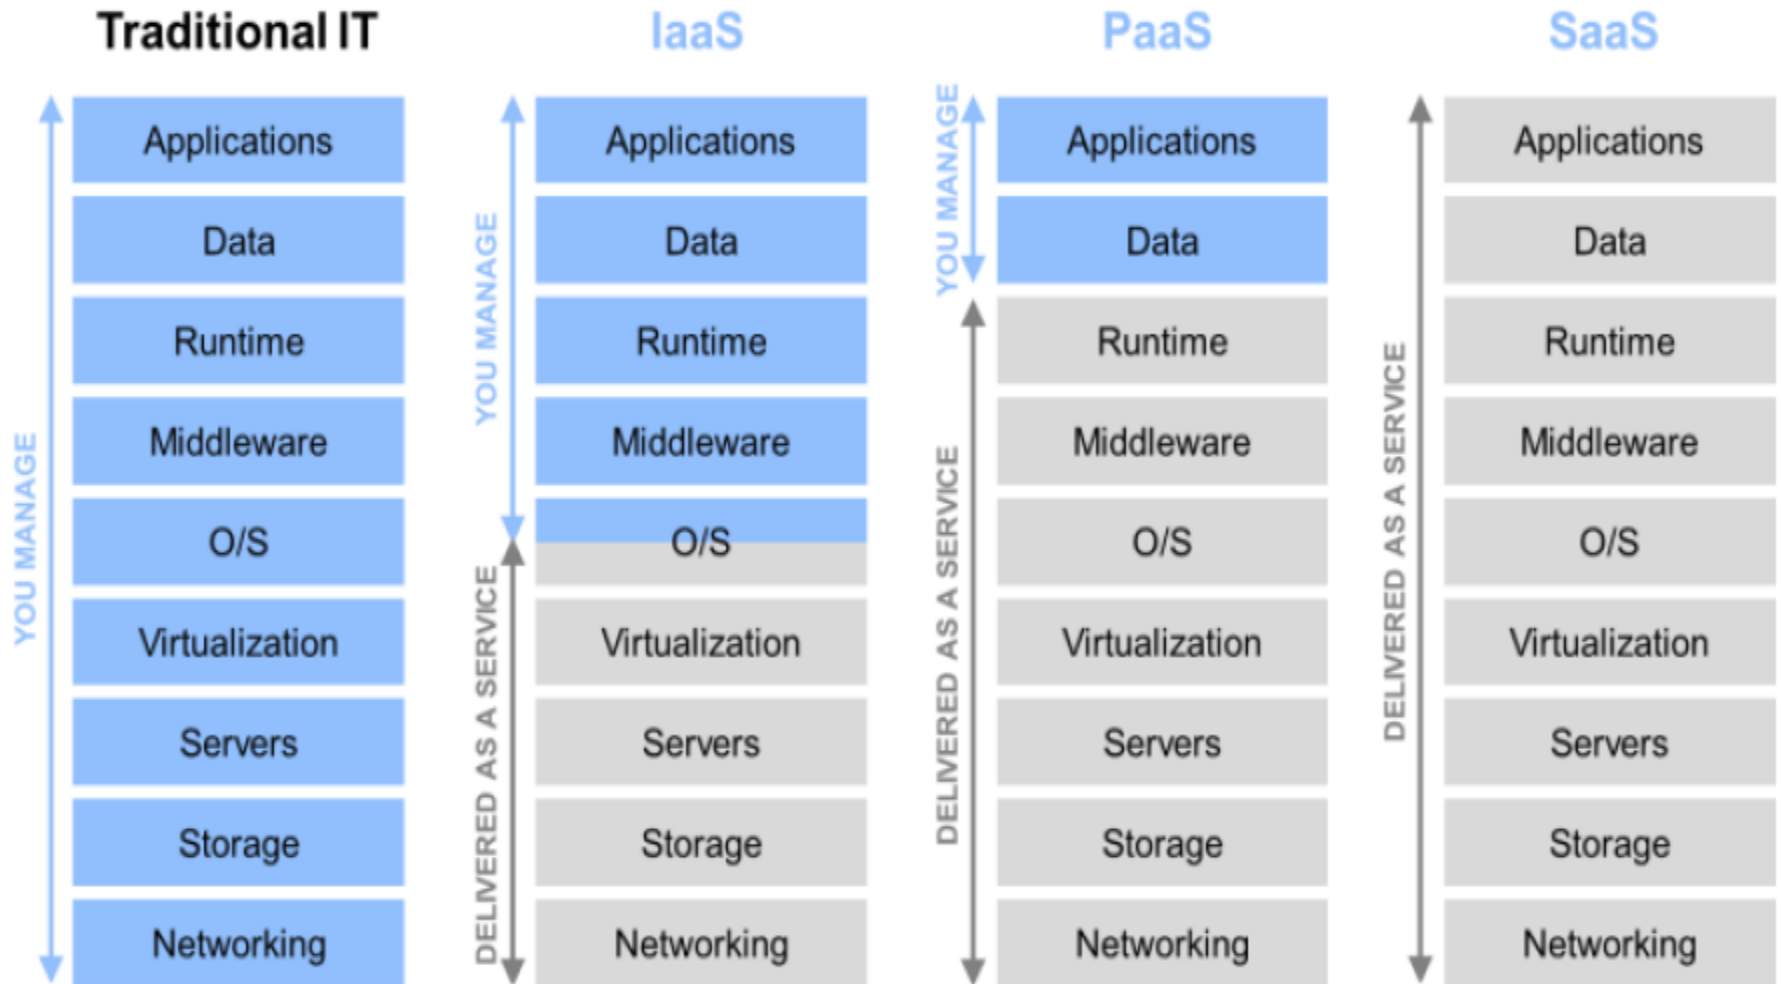 Traditional IT
YOU MANAGE
Applications
Data
Runtime
Middleware
O/S
Virtualization
Servers
Storage
Networking
IaaS
YOU MANAGE
DELIVERED AS A SERVICE
Applications
Data
Runtime
Middleware
O/S
Virtualization
Servers
Storage
Networking
PaaS
YOU MANAGE
DELIVERED AS A SERVICE
Applications
Data
Runtime
Middleware
O/S
Virtualization
Servers
Storage
Networking
SaaS
DELIVERED AS A SERVICE
Applications
Data
Runtime
Middleware
O/S
Virtualization
Servers
Storage
Networking